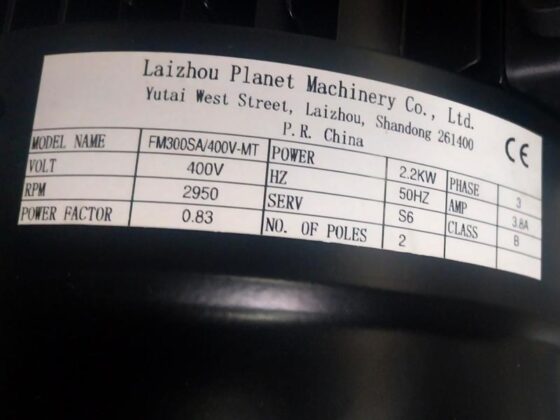 Laizhou Planet Machinery Co., Ltd.
Yutai West Street, Laizhou, Shandong 261400
P.R. China
CE
MODEL NAME FM300SA/400V-MT POWER 2.2KW PHASE 3
VOLT 400V HZ 50HZ AMP 3.8A
RPM 2950 SERV S6 CLASS B
POWER FACTOR 0.83 NO. OF POLES 2